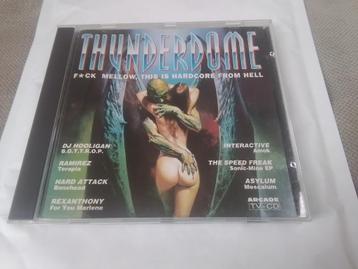 THUNDERDOME
F*CK MELLOW, THIS IS HARDCORE FROM HELL
DJ HOOLIGAN
S.O.T.T.R.O.P.
RAMIREZ
Terapia
HARD ATTACK
Bonehead
REXANTHONY
For You Marlene
INTERACTIVE
Amok
THE SPEED FREAK
Sonic-Mine EP
ASYLUM
Mescalum
ARCADE
TV-CD